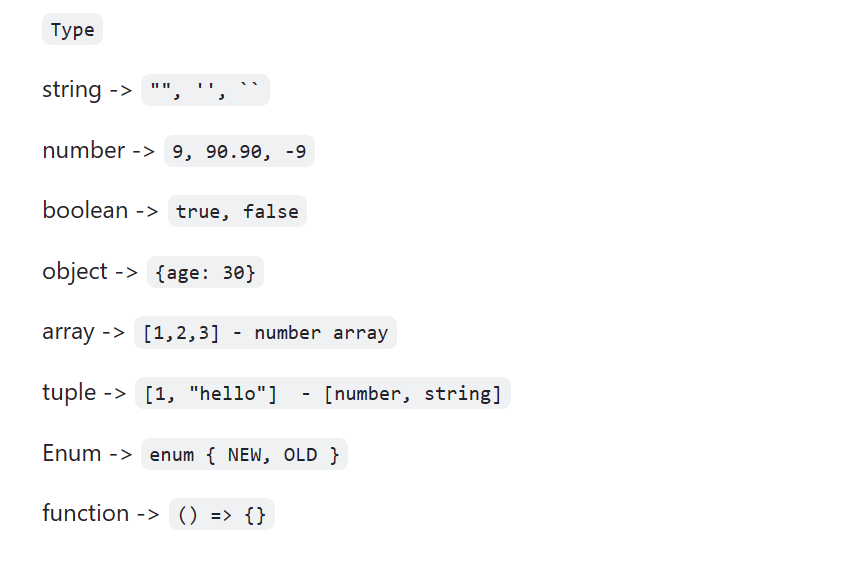 Type
string -> "", '', ``
number -> 9, 90.90, -9
boolean -> true, false
object -> {age: 30}
array -> [1,2,3] - number array
tuple -> [1, "hello"]  - [number, string]
Enum -> enum { NEW, OLD }
function -> () => {}